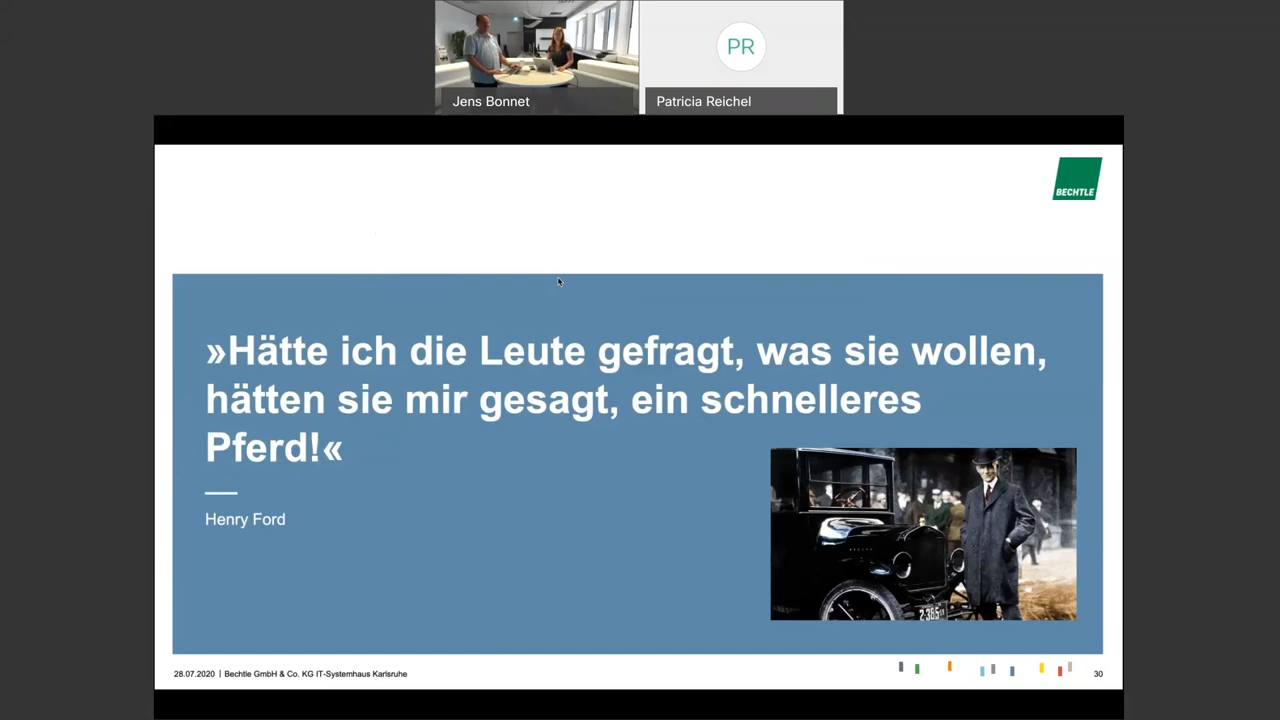 PR
Jens Bonnet
Patricia Reichel
BECHTLE
»Hätte ich die Leute gefragt, was sie wollen,
hätten sie mir gesagt, ein schnelleres
Pferd!«
Henry Ford
28.07.2020 | Bechtle GmbH & Co. KG IT-Systemhaus Karlsruhe
30